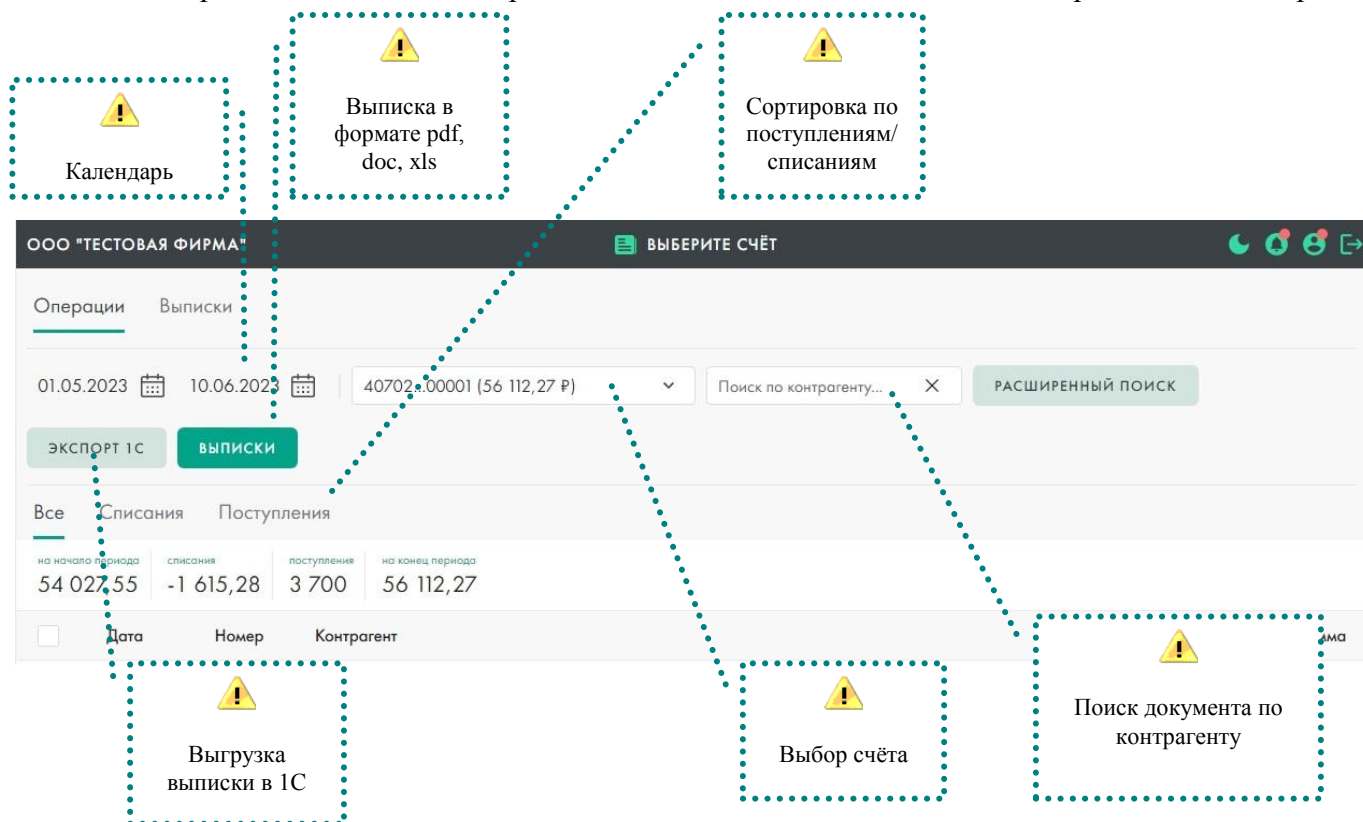 Выписка в
формате pdf,
doc, xls
Сортировка по
поступлениям/
списаниям
Календарь
ООО "ТЕСТОВАЯ ФИРМА"
ВЫБЕРИТЕ СЧЁТ
Операции Выписки
01.05.2023 10.06.2023 40702...00001 (56 112,27 ₽) Поиск по контрагенту... РАСШИРЕННЫЙ ПОИСК
ЭКСПОРТ 1С ВЫПИСКИ
Все Списания Поступления
на начало периода списания поступления на конец периода
54 027,55 -1 615,28 3 700 56 112,27
Дата Номер Контрагент
Выгрузка
выписки в 1С
Выбор счёта
Поиск документа по
контрагенту